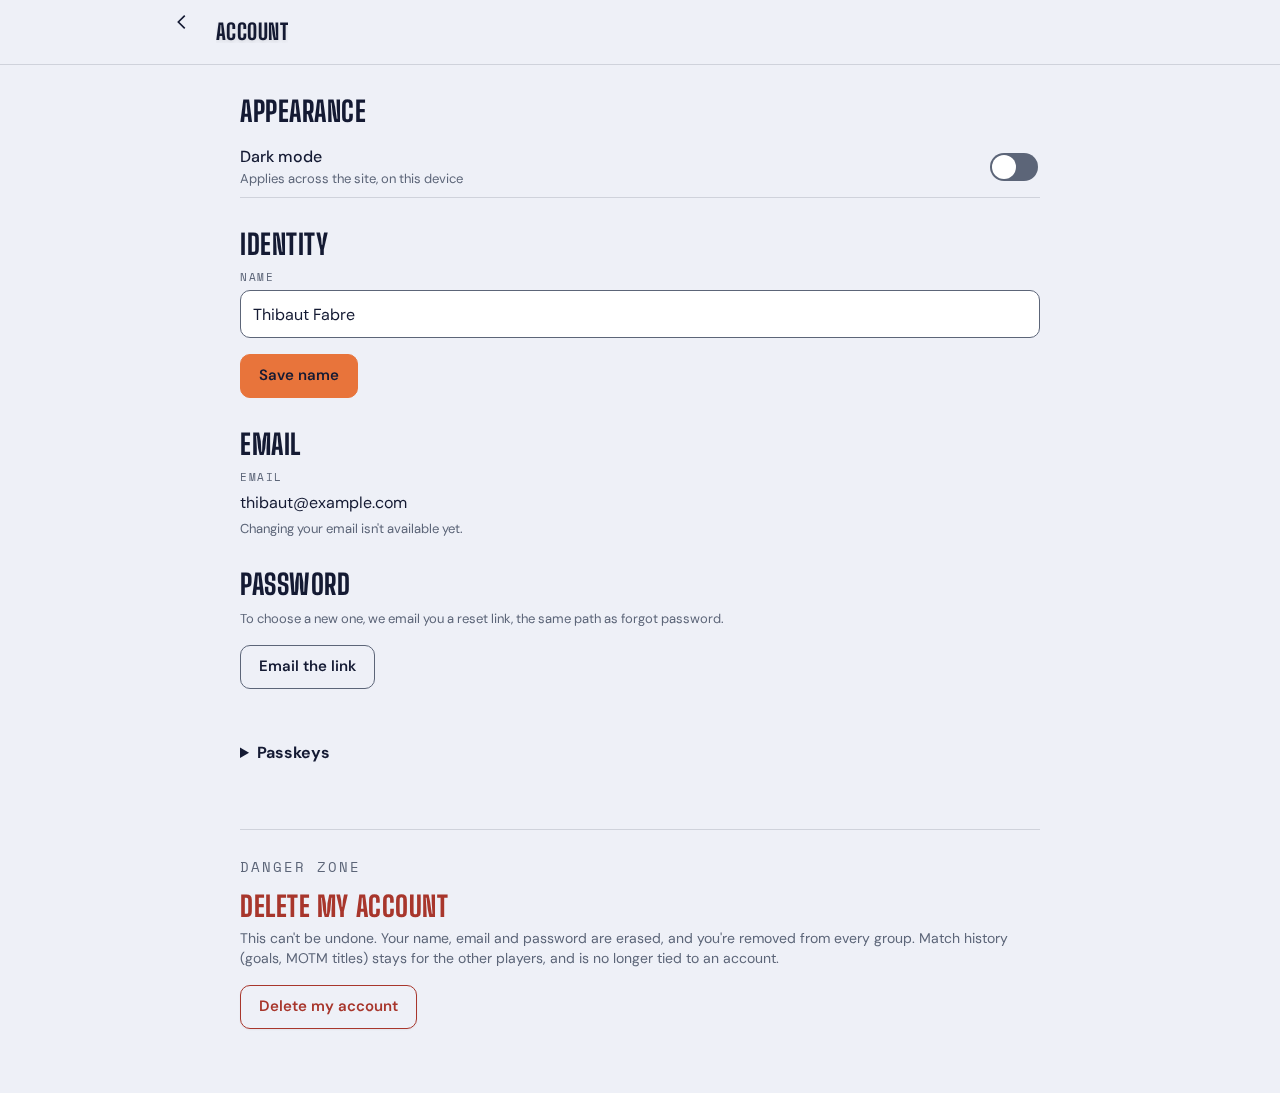 ACCOUNT
APPEARANCE
Dark mode
Applies across the site, on this device
IDENTITY
NAME
Thibaut Fabre
Save name
EMAIL
EMAIL
thibaut@example.com
Changing your email isn't available yet.
PASSWORD
To choose a new one, we email you a reset link, the same path as forgot password.
Email the link
Passkeys
DANGER ZONE
DELETE MY ACCOUNT
This can't be undone. Your name, email and password are erased, and you're removed from every group. Match history
(goals, MOTM titles) stays for the other players, and is no longer tied to an account.
Delete my account